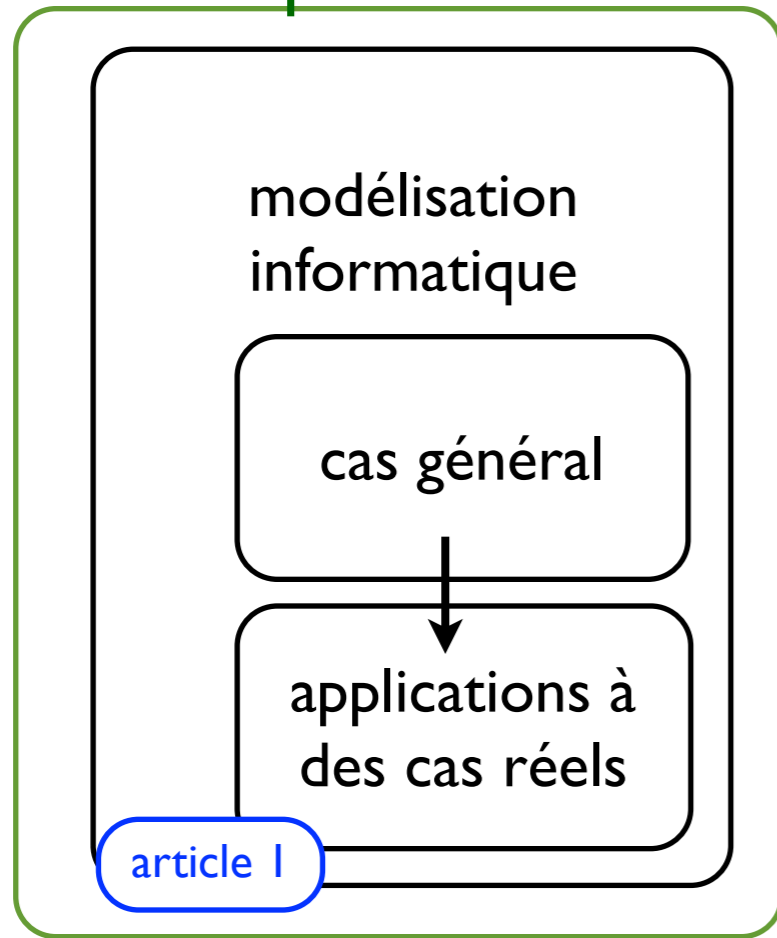 modélisation
informatique
cas général
applications à
des cas réels
article 1